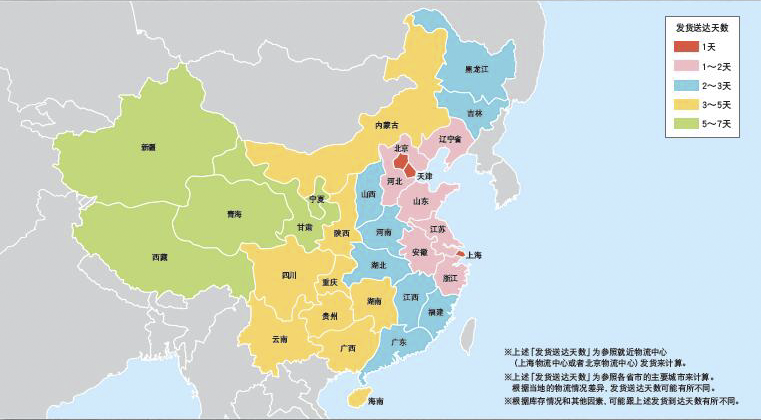 发货送达天数
1天
1～2天
2～3天
3～5天
5～7天
黑龙江
吉林
辽宁省
内蒙古
北京
天津
河北
山西
山东
新疆
宁夏
青海
甘肃
陕西
河南
江苏
安徽
上海
西藏
四川
重庆
湖北
浙江
湖南
江西
福建
贵州
云南
广西
广东
海南
※上述「发货送达天数」为参照就近物流中心
（上海物流中心或者北京物流中心）发货来计算。
※上述「发货送达天数」为参照各省市的主要城市来计算。
根据当地的物流情况差异，发货送达天数可能有所不同。
※根据库存情况和其他因素，可能跟上述发货到达天数有所不同。